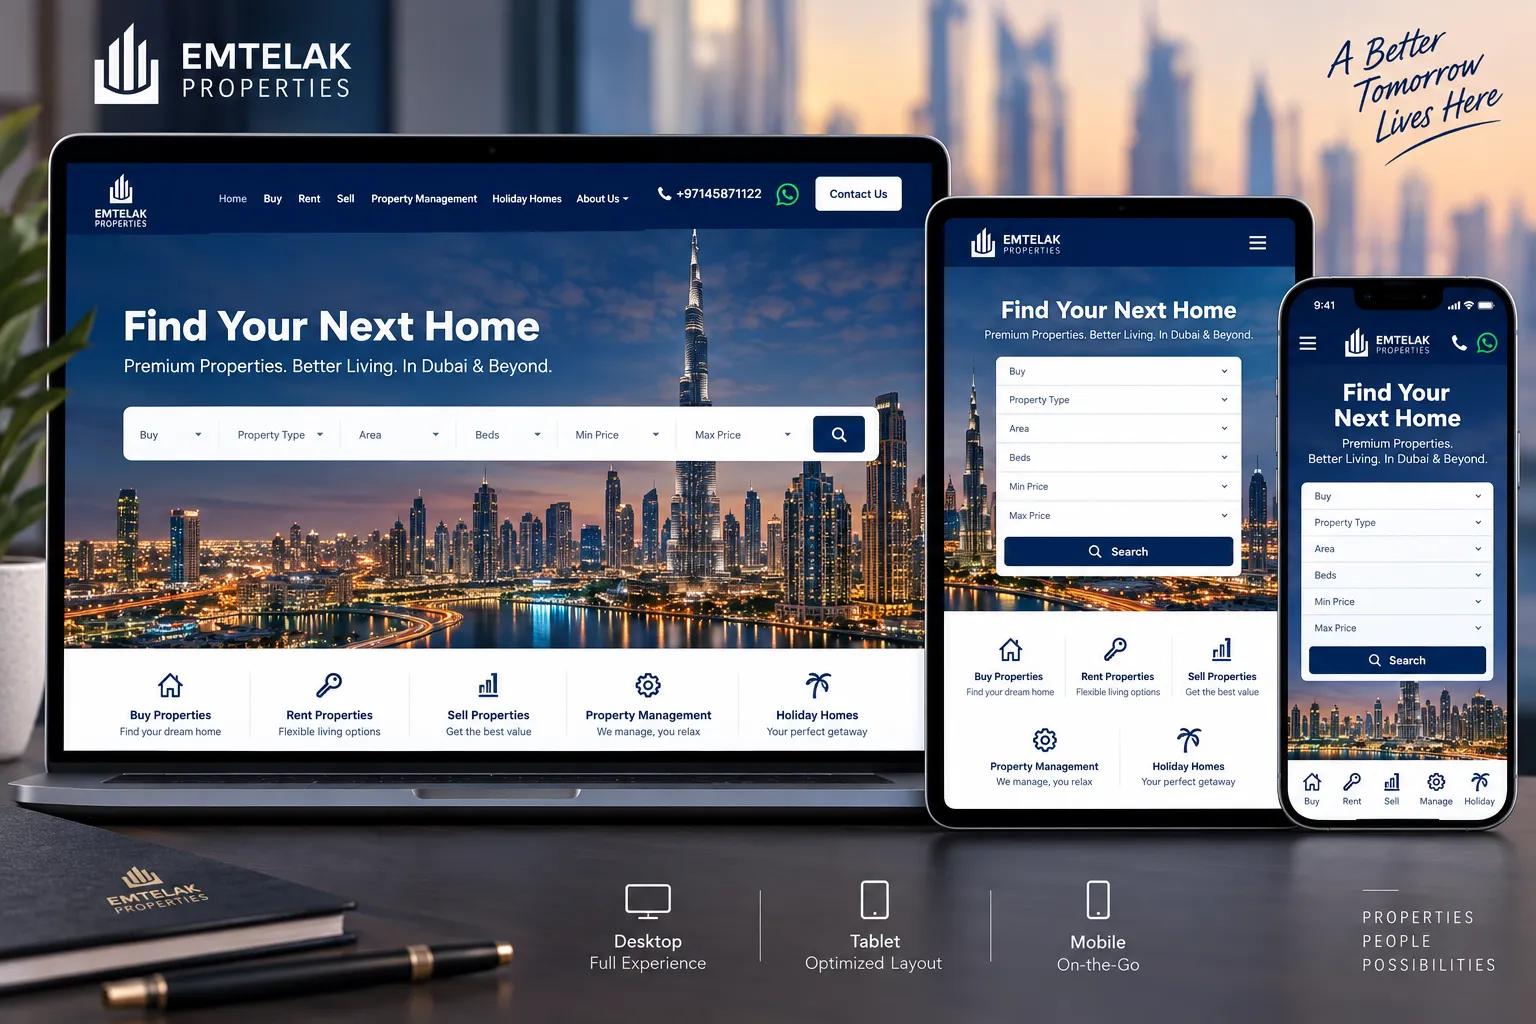 EMTELAK
PROPERTIES
A Better
Tomorrow
Lives Here
EMTELAK
PROPERTIES
Home
Buy
Rent
Sell
Property Management
Holiday Homes
About Us
+97145871122
Contact Us
Find Your Next Home
Premium Properties. Better Living. In Dubai & Beyond.
Buy
Property Type
Area
Beds
Min Price
Max Price
Buy Properties
Find your dream home
Rent Properties
Flexible living options
Sell Properties
Get the best value
Property Management
We manage, you relax
Holiday Homes
Your perfect getaway
EMTELAK
PROPERTIES
Find Your Next Home
Premium Properties. Better Living. In Dubai & Beyond.
Buy
Property Type
Area
Beds
Min Price
Max Price
Search
Buy Properties
Find your dream home
Rent Properties
Flexible living options
Sell Properties
Get the best value
Property Management
We manage, you relax
Holiday Homes
Your perfect getaway
9:41
EMTELAK
PROPERTIES
Find Your
Next Home
Premium Properties.
Better Living. In Dubai & Beyond.
Buy
Property Type
Area
Beds
Min Price
Max Price
Search
Buy
Rent
Sell
Manage
Holiday
EMTELAK
PROPERTIES
Desktop
Full Experience
Tablet
Optimized Layout
Mobile
On-the-Go
PROPERTIES
PEOPLE
POSSIBILITIES